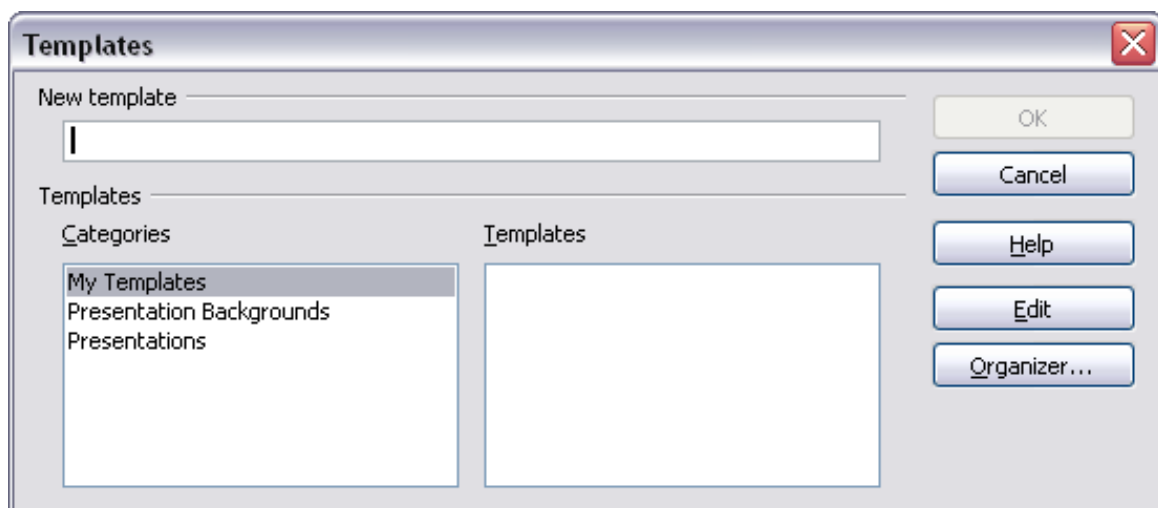 Templates
New template
OK
Cancel
Templates
Categories
Templates
Help
My Templates
Presentation Backgrounds
Presentations
Edit
Organizer...